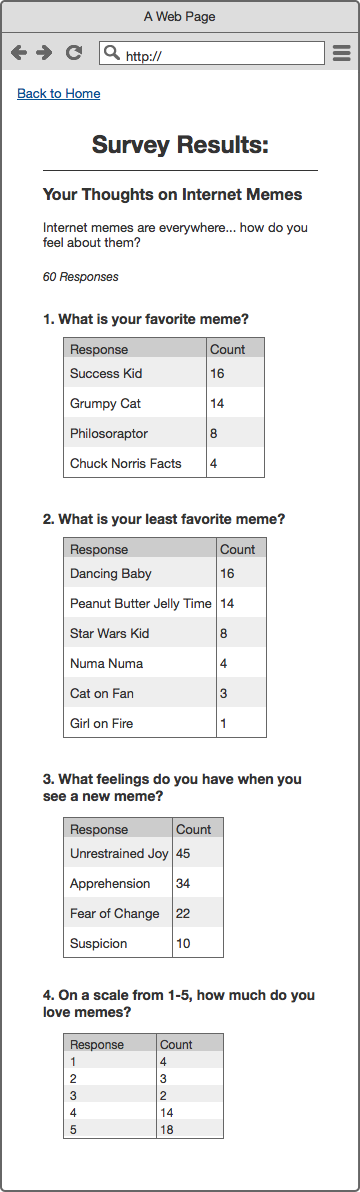 A Web Page
http://
Back to Home
Survey Results:
Your Thoughts on Internet Memes
Internet memes are everywhere... how do you
feel about them?
60 Responses
1. What is your favorite meme?
Response Count
Success Kid 16
Grumpy Cat 14
Philosoraptor 8
Chuck Norris Facts 4
2. What is your least favorite meme?
Response Count
Dancing Baby 16
Peanut Butter Jelly Time 14
Star Wars Kid 8
Numa Numa 4
Cat on Fan 3
Girl on Fire 1
3. What feelings do you have when you
see a new meme?
Response Count
Unrestrained Joy 45
Apprehension 34
Fear of Change 22
Suspicion 10
4. On a scale from 1-5, how much do you
love memes?
Response Count
1 4
2 3
3 2
4 14
5 18